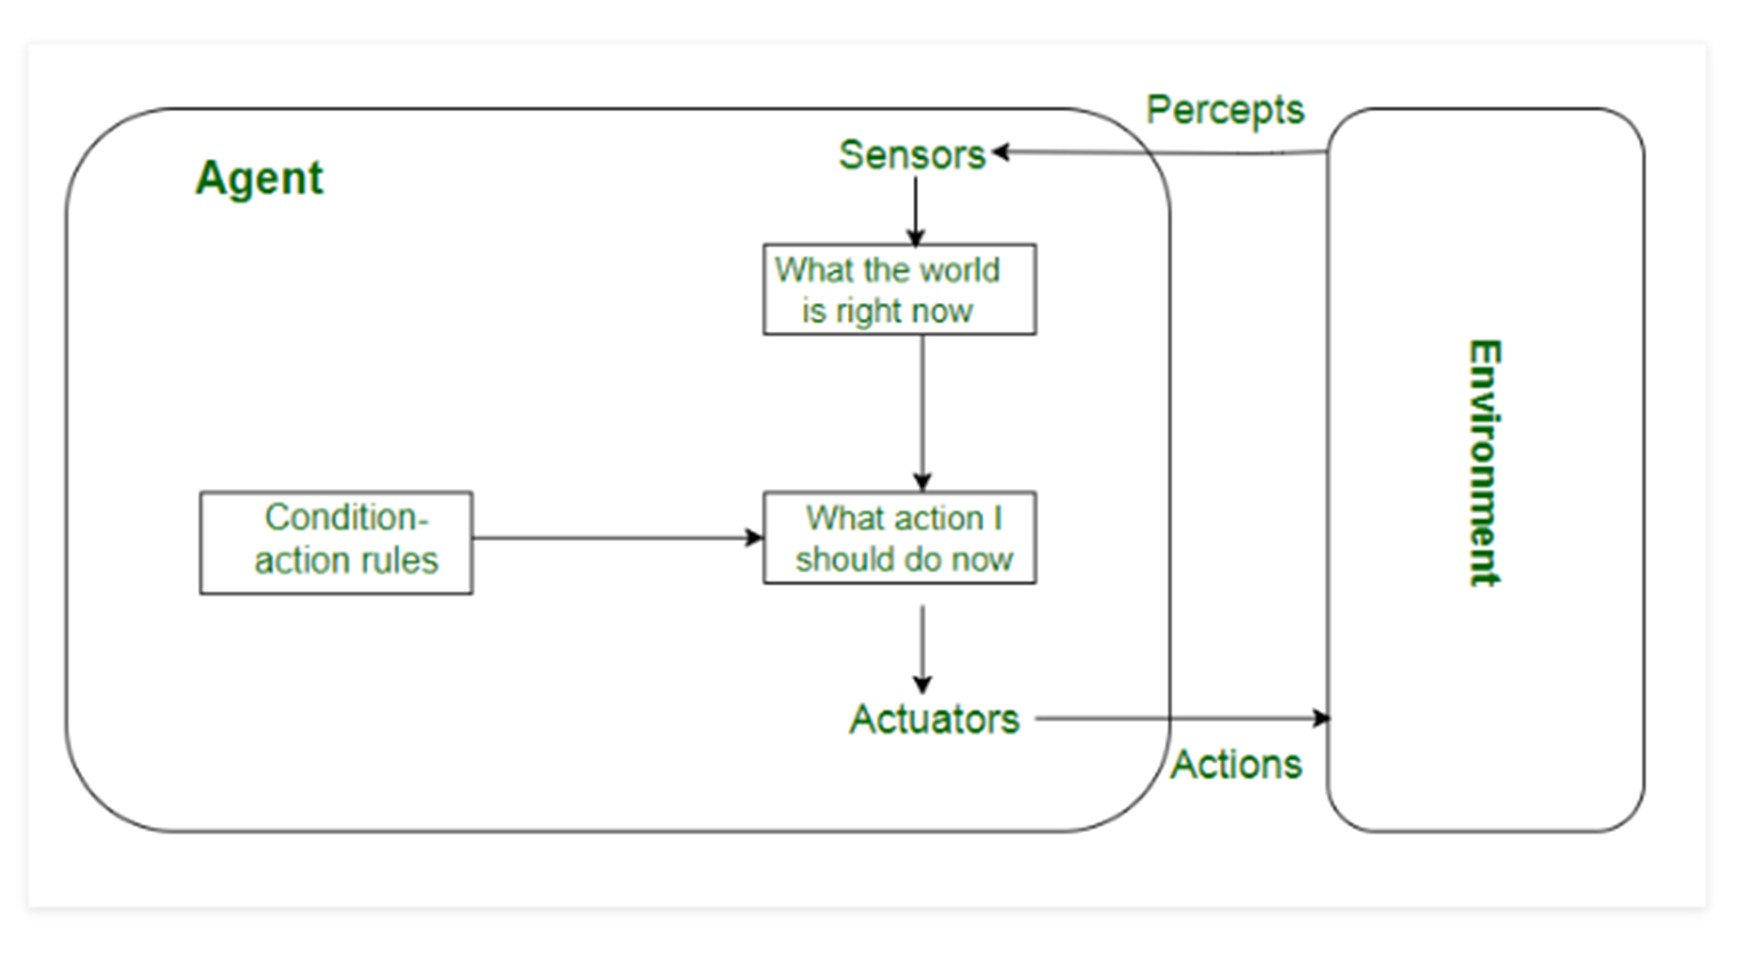 Percepts
Sensors
Agent
What the world
is right now
Environment
Condition-
action rules
What action I
should do now
Actuators
Actions